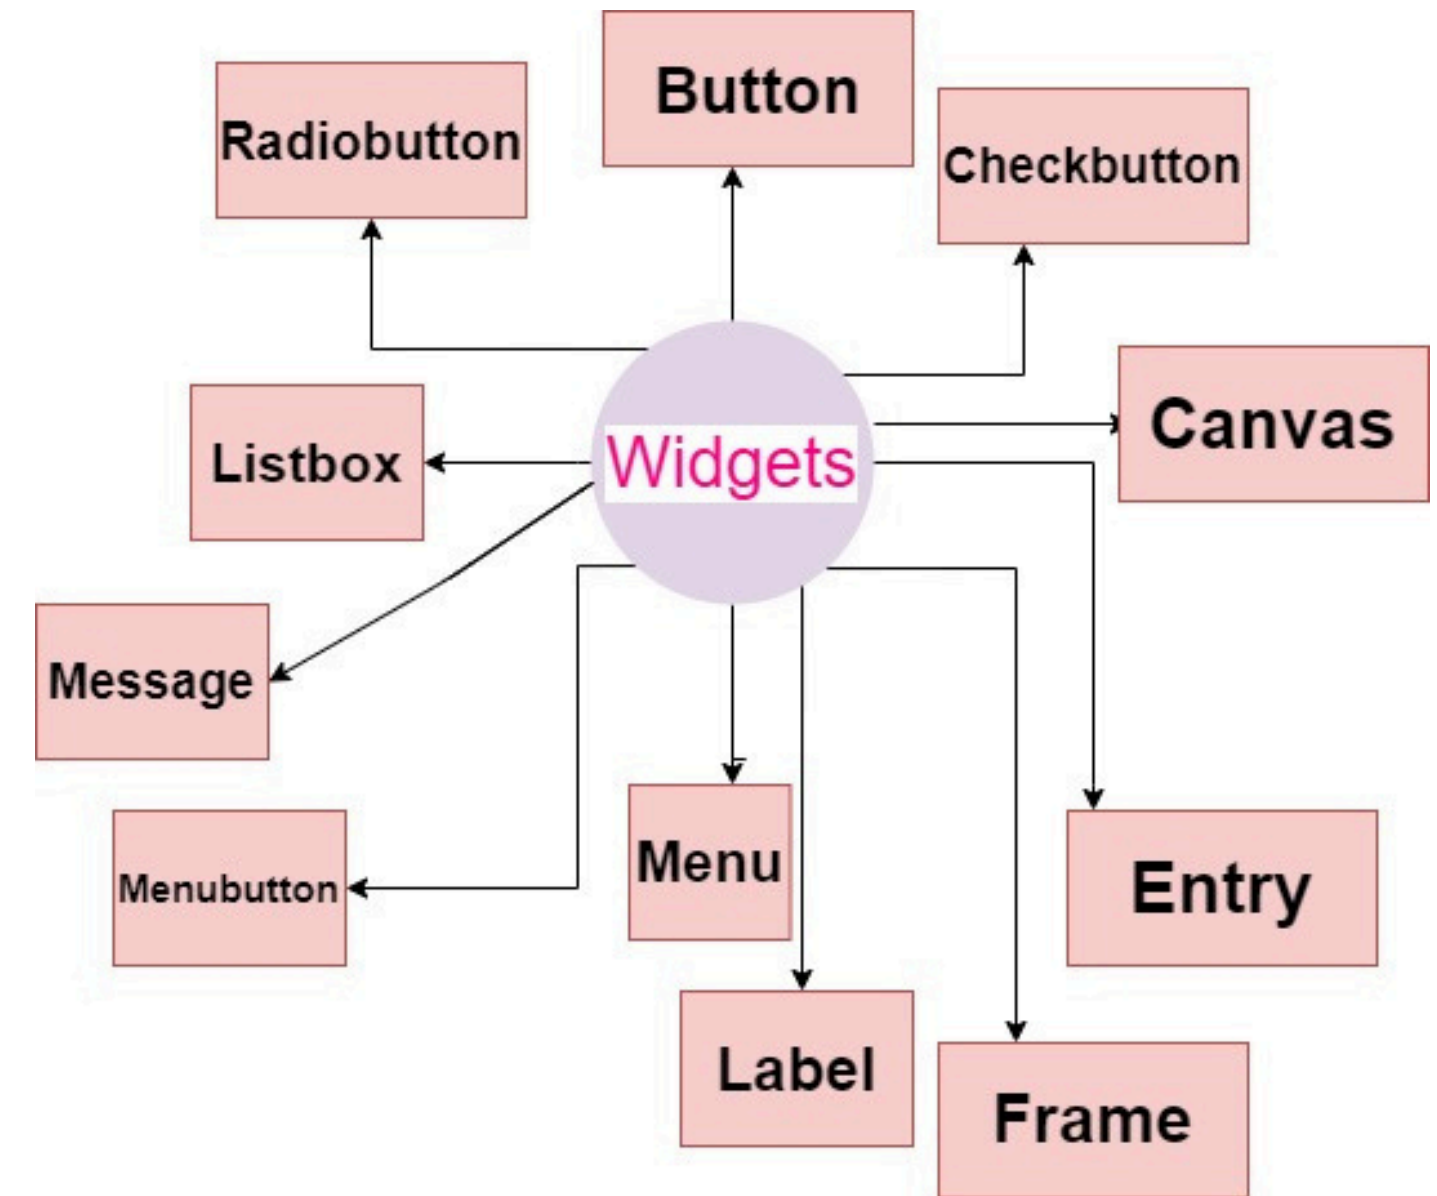 Button
Radiobutton
Checkbutton
Canvas
Listbox
Widgets
Message
Menu
Menubutton
Entry
Label
Frame